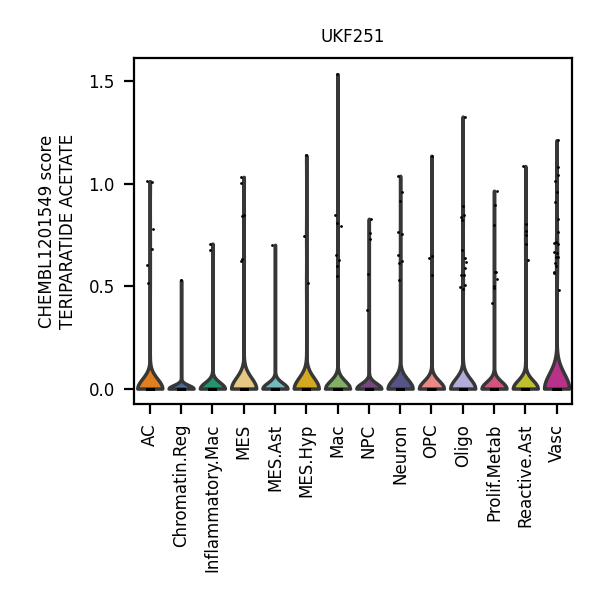 UKF251
CHEMBL1201549 score
TERIPARATIDE ACETATE
1.5
1.0
0.5
0.0
AC
Chromatin.Reg
Inflammatory.Mac
MES
MES.Ast
MES.Hyp
Mac
NPC
Neuron
OPC
Oligo
Prolif.Metab
Reactive.Ast
Vasc